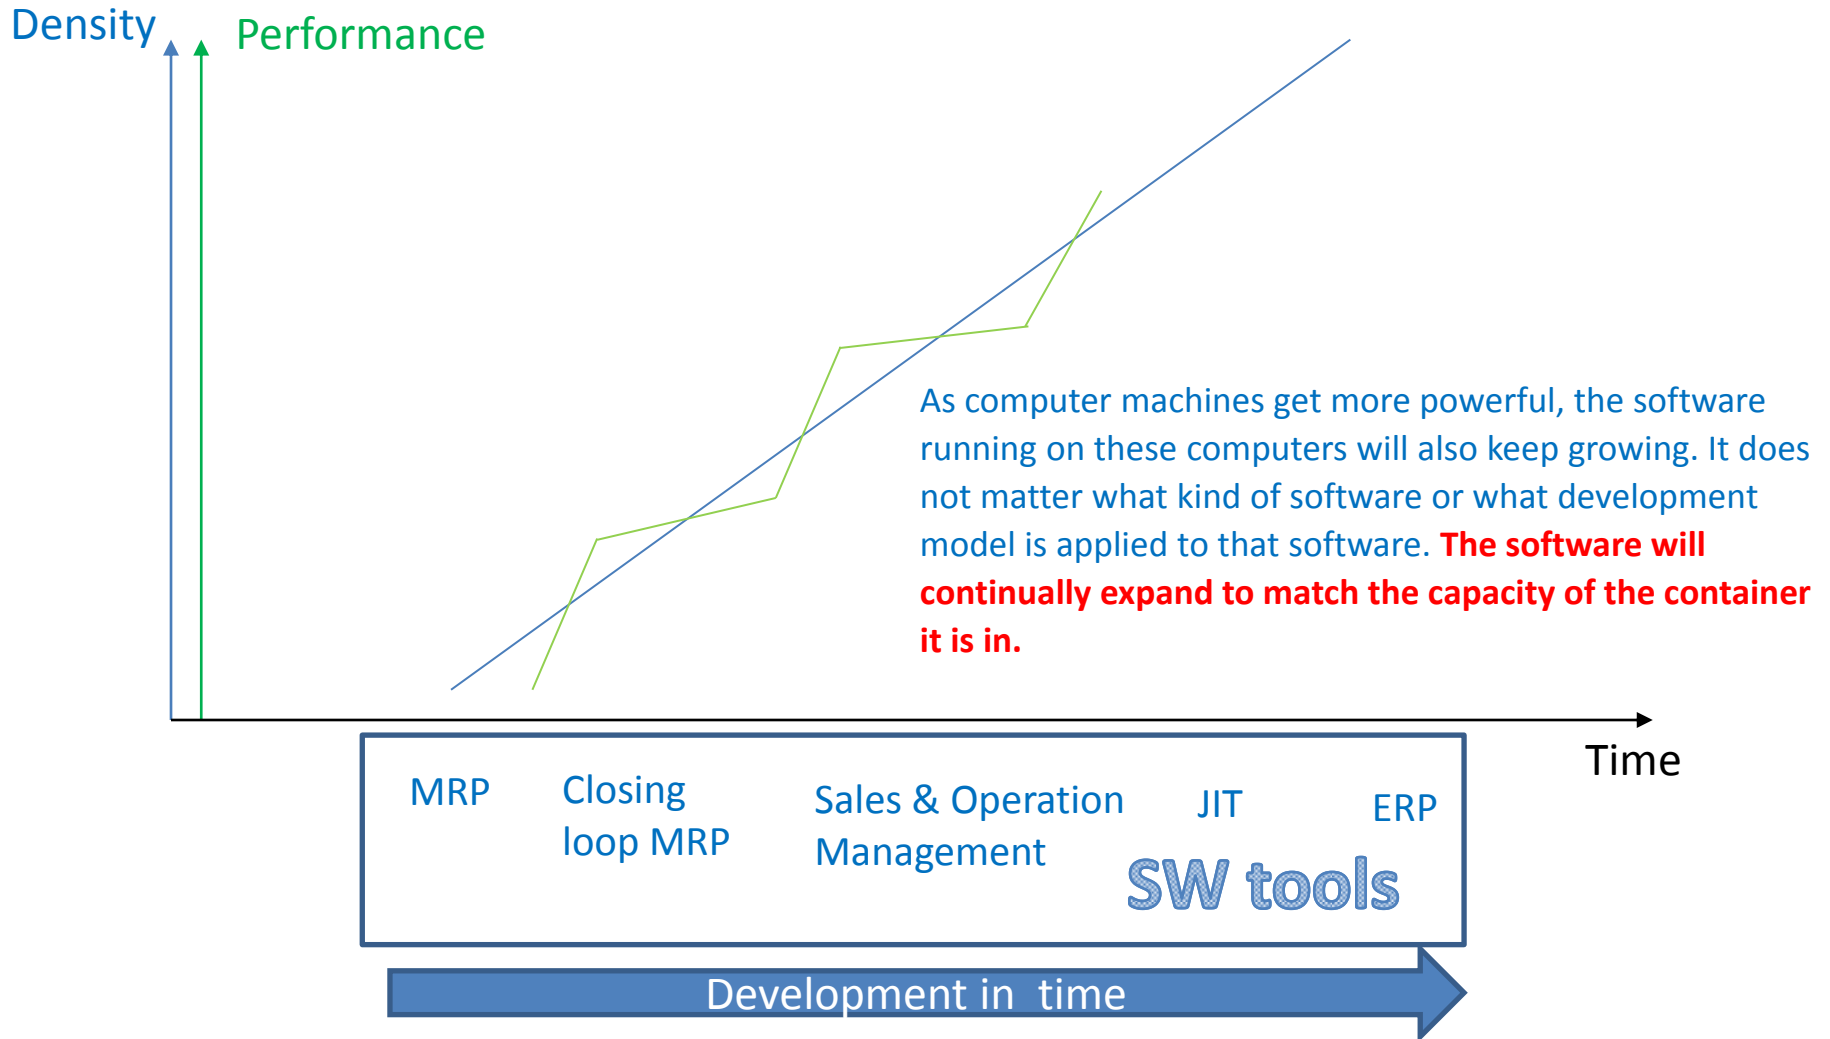 Density
Performance
As computer machines get more powerful, the software
running on these computers will also keep growing. It does
not matter what kind of software or what development
model is applied to that software. The software will
continually expand to match the capacity of the container
it is in.
Time
MRP
Closing
loop MRP
Sales & Operation
Management
JIT
ERP
SW tools
Development in  time